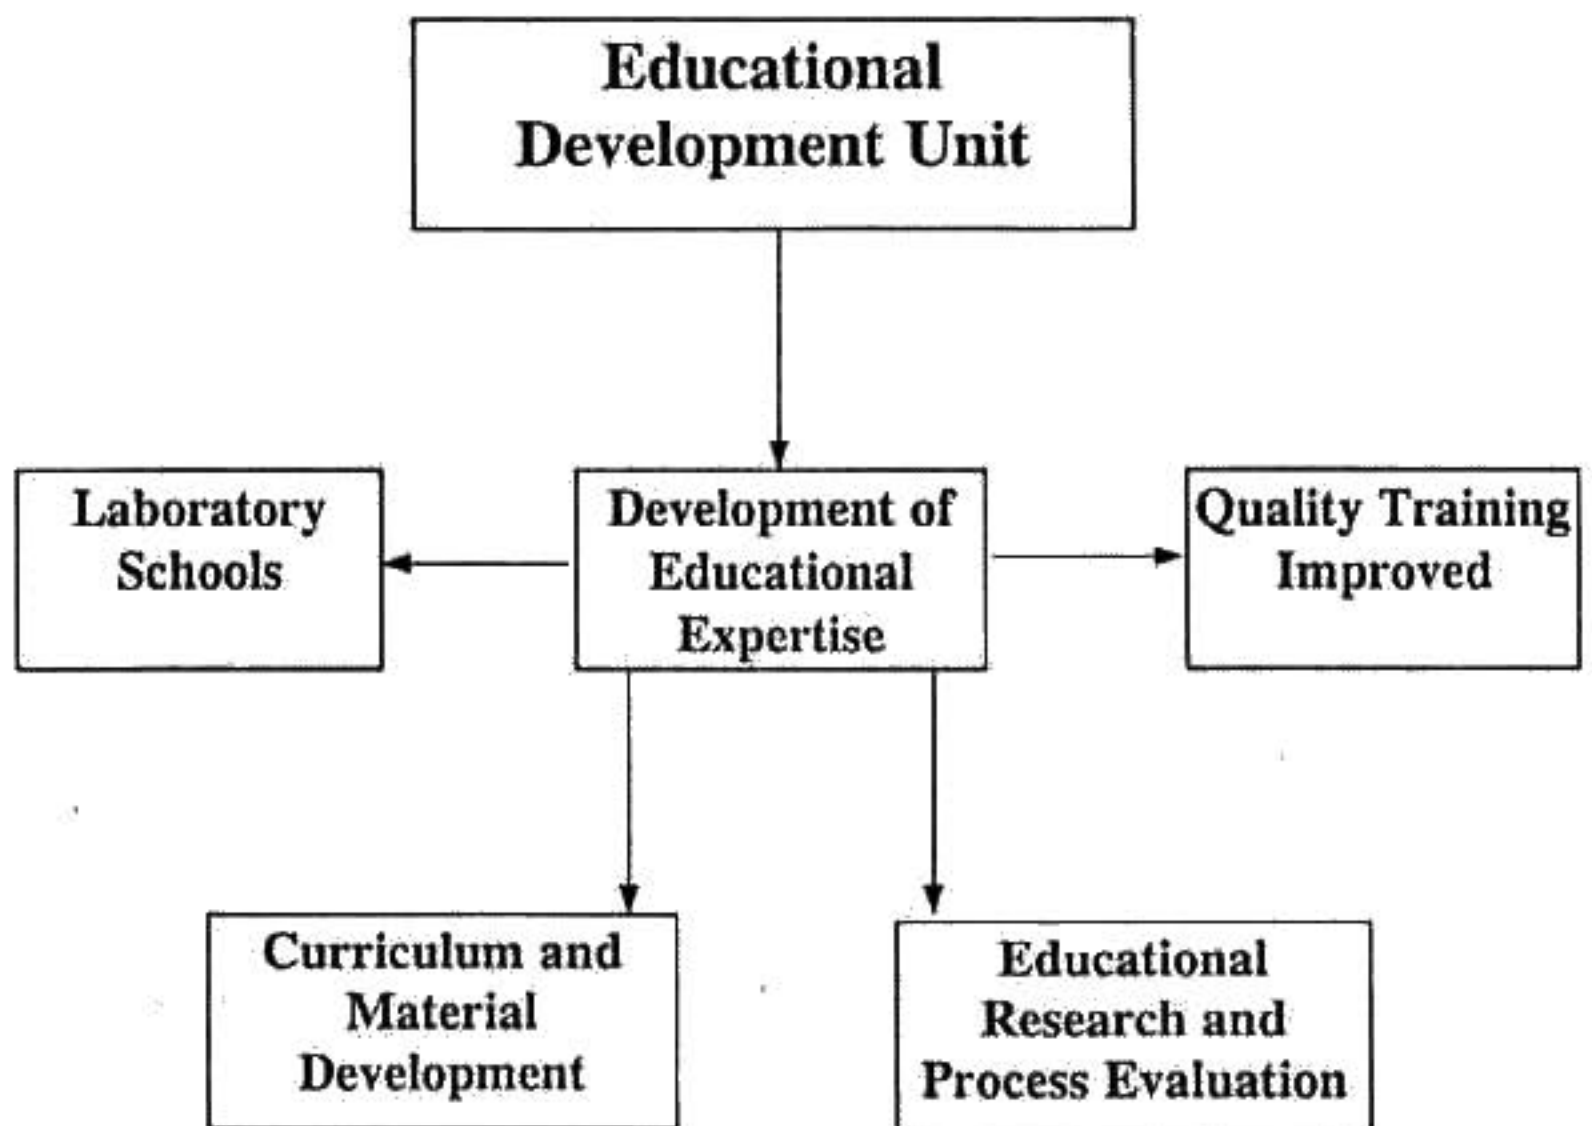 Educational
Development Unit
Laboratory
Schools
Development of
Educational
Expertise
Quality Training
Improved
Curriculum and
Material
Development
Educational
Research and
Process Evaluation